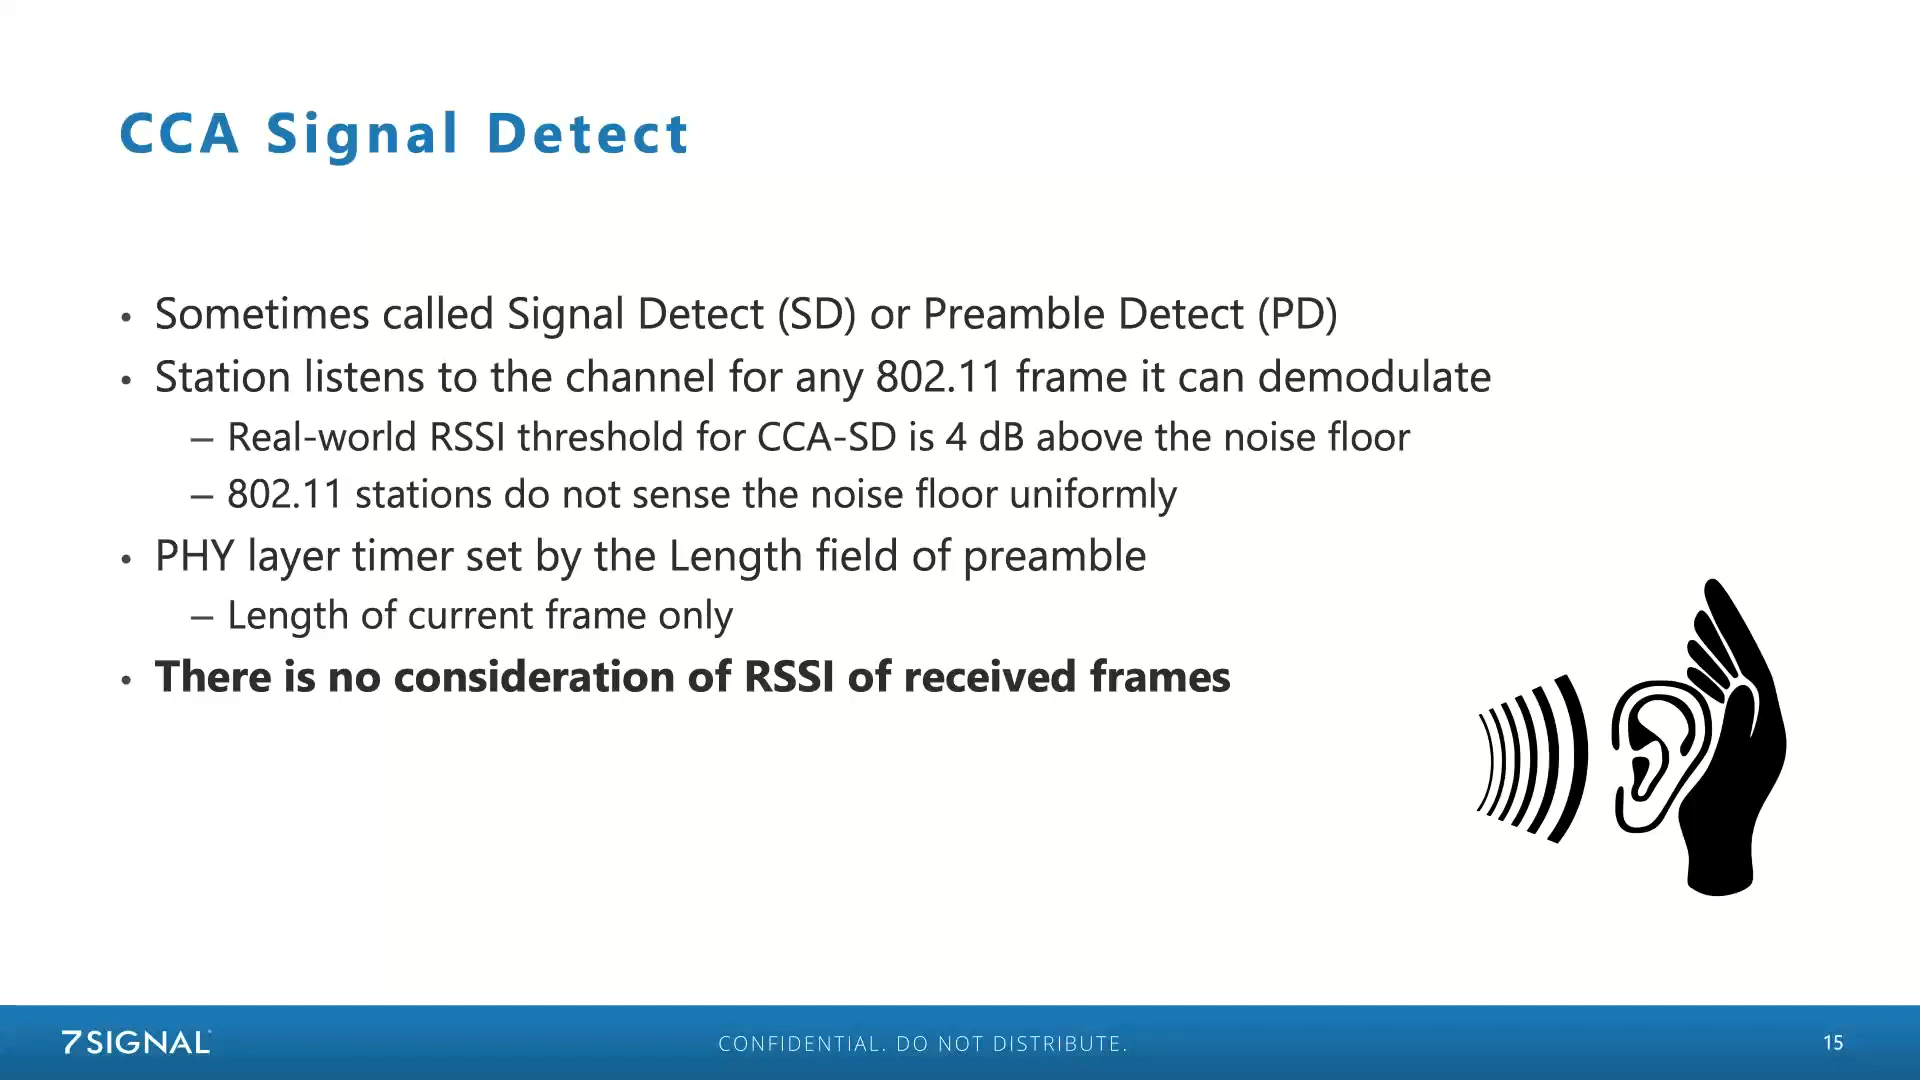 CCA Signal Detect
• Sometimes called Signal Detect (SD) or Preamble Detect (PD)
• Station listens to the channel for any 802.11 frame it can demodulate
– Real-world RSSI threshold for CCA-SD is 4 dB above the noise floor
– 802.11 stations do not sense the noise floor uniformly
• PHY layer timer set by the Length field of preamble
– Length of current frame only
• There is no consideration of RSSI of received frames
7SIGNAL
CONFIDENTIAL. DO NOT DISTRIBUTE.
15